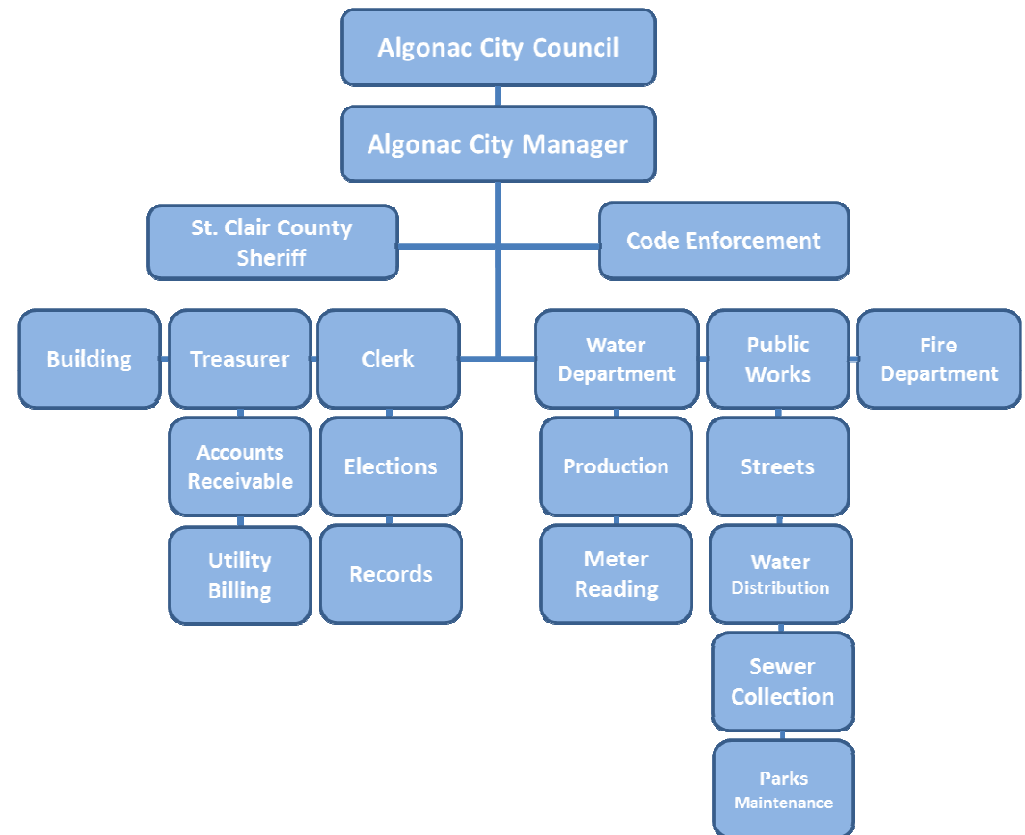 Algonac City Council
Algonac City Manager
St. Clair County
Sheriff
Code Enforcement
Building
Treasurer
Clerk
Water
Department
Public
Works
Fire
Department
Accounts
Receivable
Elections
Production
Streets
Utility
Billing
Records
Meter
Reading
Water
Distribution
Sewer
Collection
Parks
Maintenance